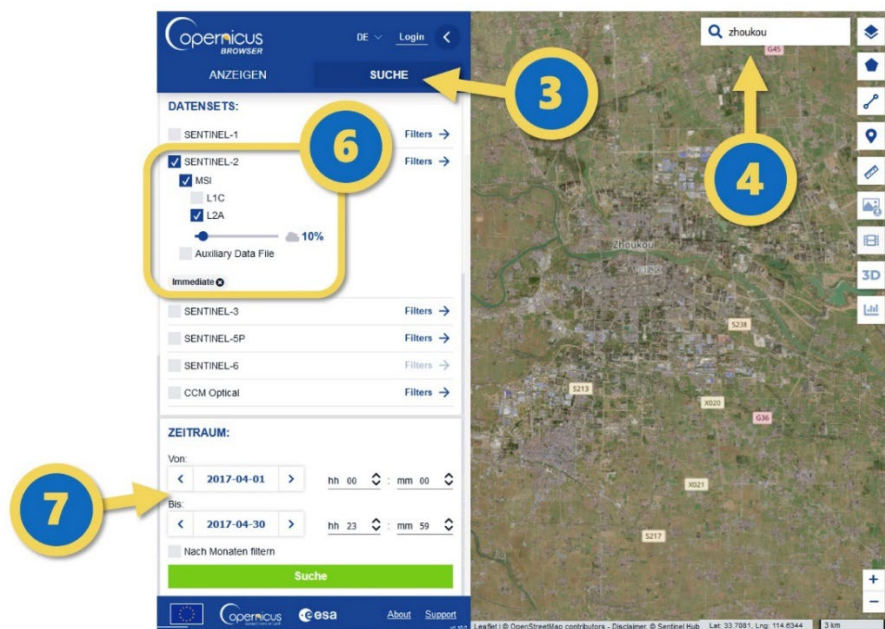 Copernicus
BROWSER
DE
Login
ANZEIGEN
SUCHE
3
DATENSETS:
SENTINEL-1
Filters
6
SENTINEL-2
Filters
MSI
L1C
L2A
10%
Auxiliary Data File
Immediate
SENTINEL-3
Filters
SENTINEL-5P
Filters
SENTINEL-6
Filters
CCM Optical
Filters
ZEITRAUM:
Von:
2017-04-01
hh 00 : mm 00
7
Bis:
2017-04-30
hh 23 : mm 59
Nach Monaten filtern
Suche
Copernicus
esa
About
Support
zhoukou
G45
4
Zhoukou
S238
S213
X020
G36
X021
S217
3D
+
−
Leaflet | © OpenStreetMap contributors - Disclaimer © Sentinel Hub
Lat: 33.7081, Lng: 114.6344
3 km